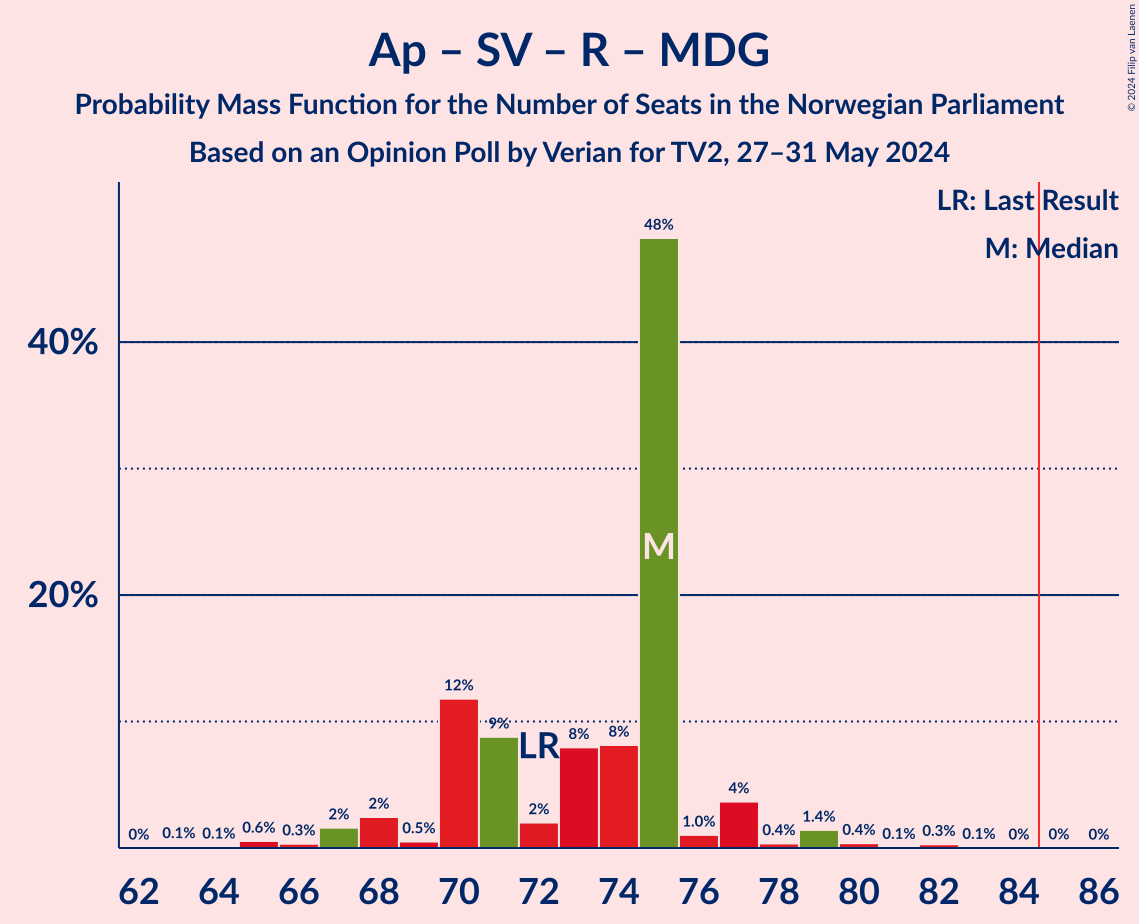 Ap – SV – R – MDG
Probability Mass Function for the Number of Seats in the Norwegian Parliament
Based on an Opinion Poll by Verian for TV2, 27–31 May 2024
© 2024 Filip van Laenen
LR: Last Result
M: Median
40%
20%
0% 0.1% 0.1% 0.6% 0.3% 2% 2% 0.5% 12% 9% 2% 8% 8% 48% 1.0% 4% 0.4% 1.4% 0.4% 0.1% 0.3% 0.1% 0% 0% 0%
LR
M
62 64 66 68 70 72 74 76 78 80 82 84 86